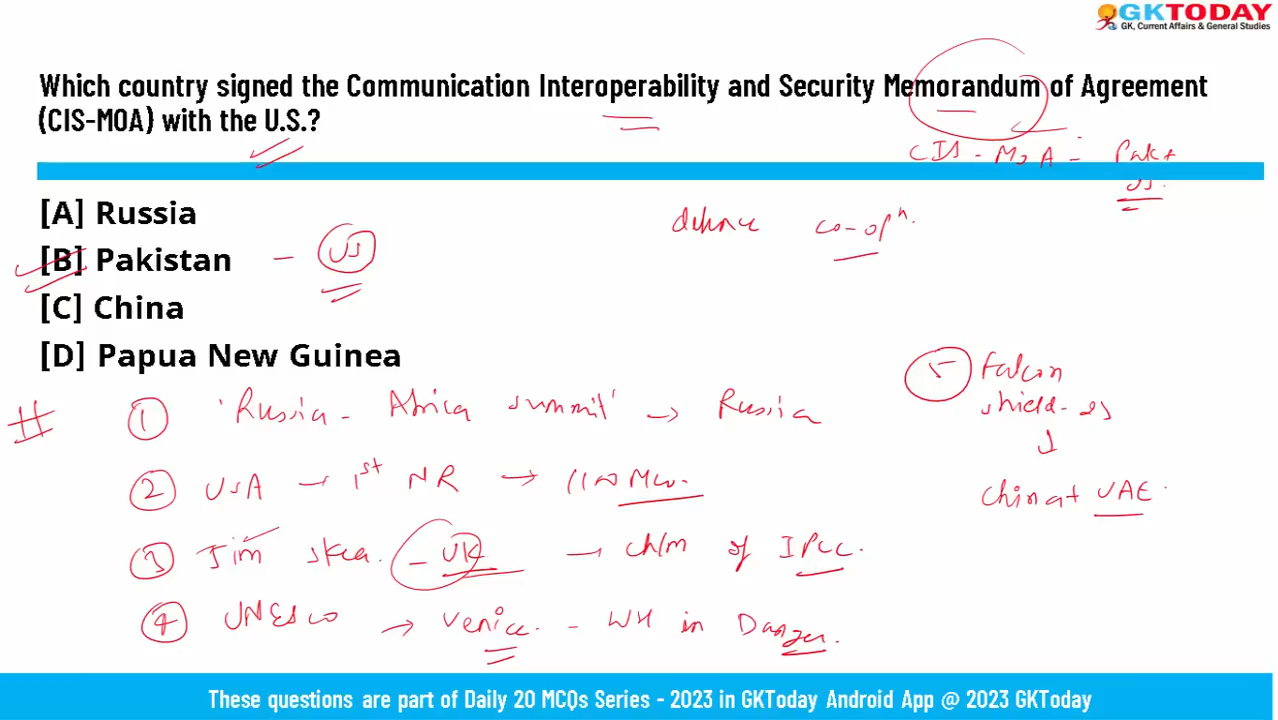 GKTODAY
GK, Current Affairs & General Studies
Which country signed the Communication Interoperability and Security Memorandum of Agreement
(CIS-MOA) with the U.S.?
CIS - MOA - Pak +
US.
[A] Russia
defence co-opn.
[B] Pakistan - US
[C] China
[D] Papua New Guinea
# ① 'Russia - Africa summit' → Russia
② USA → 1st NR → 1100 MW.
③ Jim skea. - UK → ch/m of IPCC.
④ UNESCO → Venice. - WH in Danger.
⑤ Falcon
shield-23
↓
China + UAE
These questions are part of Daily 20 MCQs Series - 2023 in GKToday Android App @ 2023 GKToday